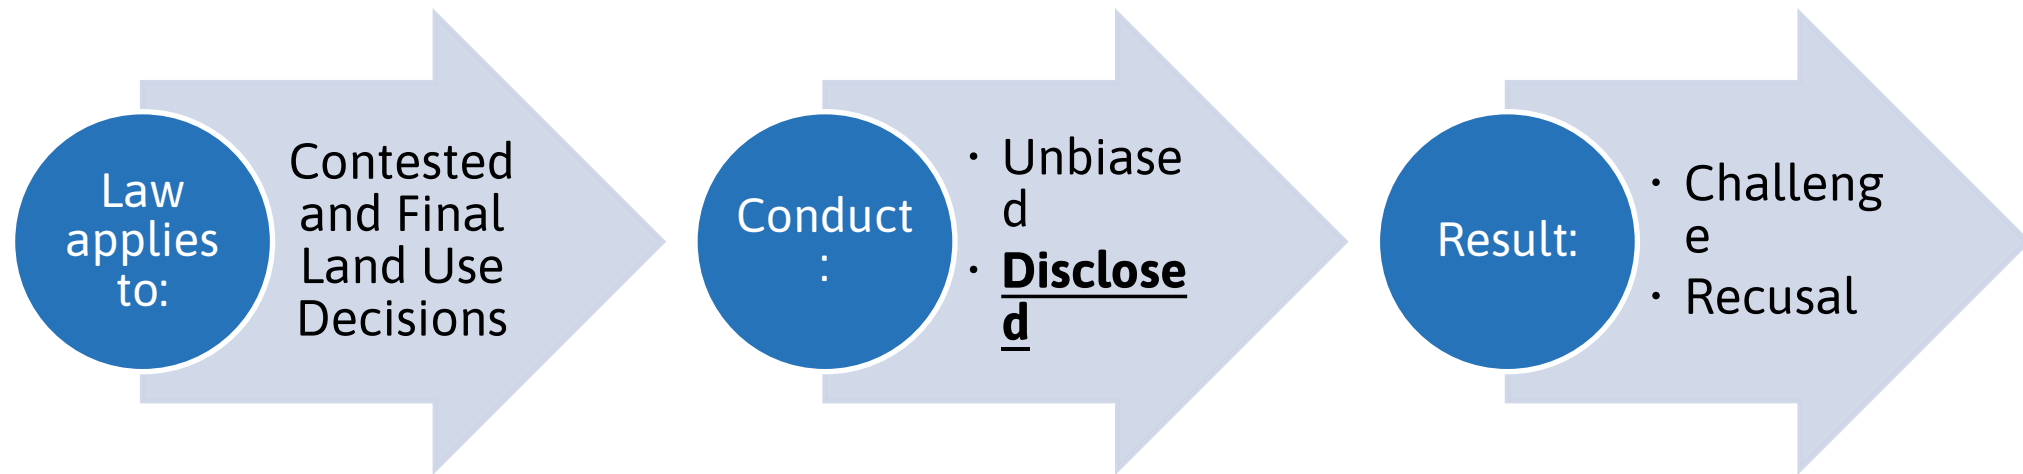 Law
applies
to:
Contested
and Final
Land Use
Decisions
Conduct
:
• Unbiase
d
• Disclose
d
Result:
• Challeng
e
• Recusal